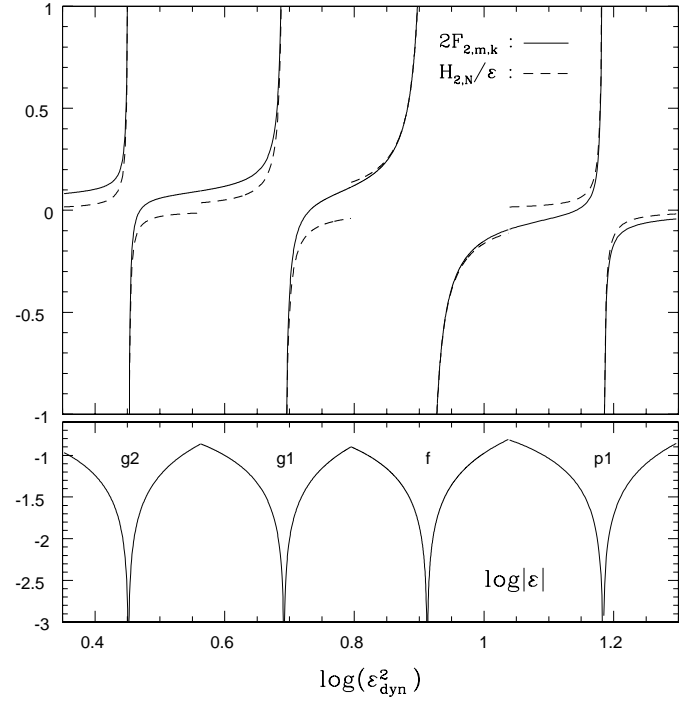 1
2F₂,ₘ,ₖ :
H₂,N/ε :
0.5
0
-0.5
-1
-1
g2 g1 f p1
-1.5
-2
-2.5
log|ε|
-3
0.4 0.6 0.8 1 1.2
log(ε²dyn)